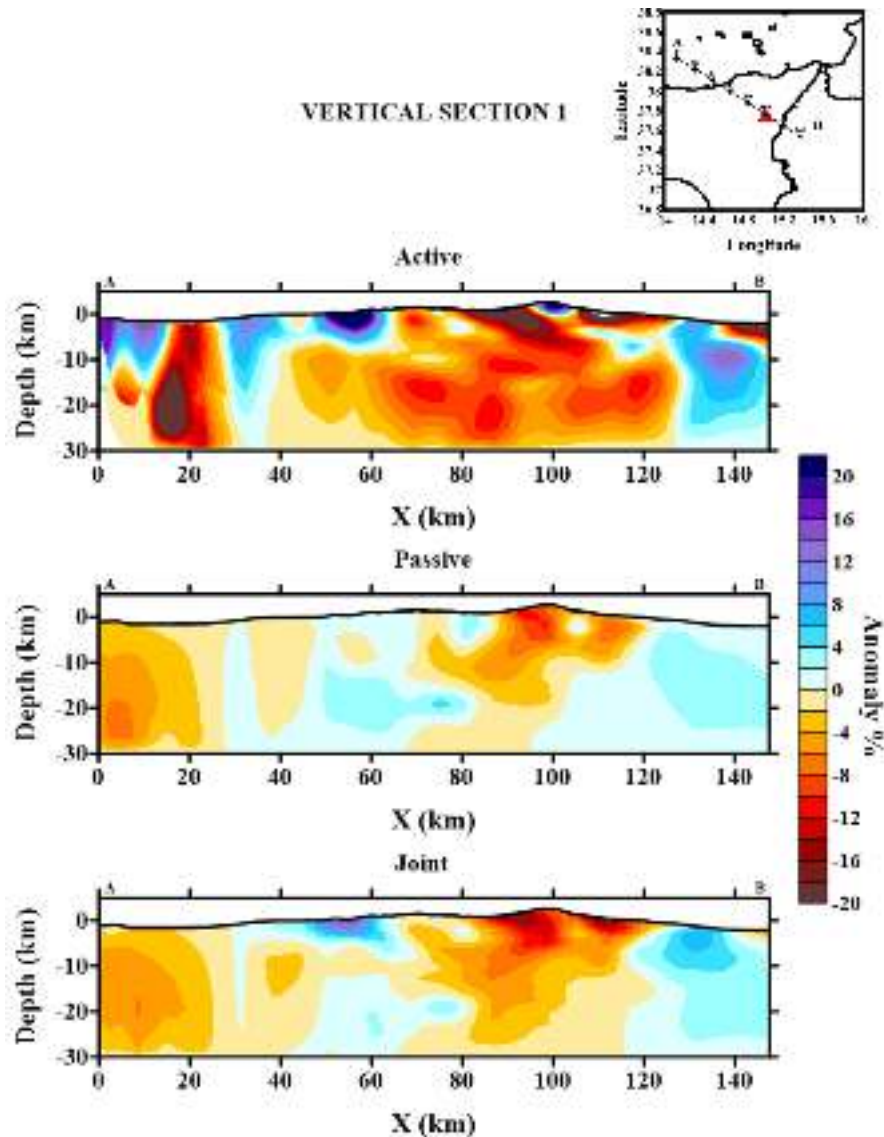 VERTICAL SECTION 1
Latitude
Longitude
Active
A
B
Depth (km)
0
-10
-20
-30
0 20 40 60 80 100 120 140
X (km)
Passive
A
Depth (km)
0
-10
-20
-30
0 20 40 60 80 100 120 140
X (km)
Joint
A
B
Depth (km)
0
-10
-20
-30
0 20 40 60 80 100 120 140
X (km)
20
16
12
8
4
0
-4
-8
-12
-16
-20
Anomaly %